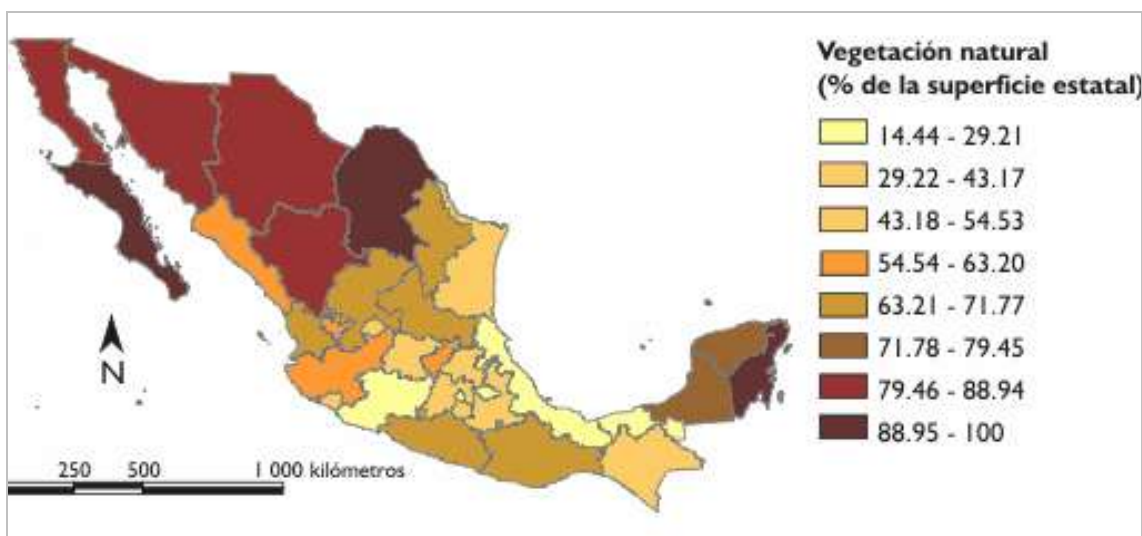 Vegetación natural
(% de la superficie estatal)
14.44 - 29.21
29.22 - 43.17
43.18 - 54.53
54.54 - 63.20
63.21 - 71.77
71.78 - 79.45
79.46 - 88.94
88.95 - 100
N
250 500 1 000 kilómetros